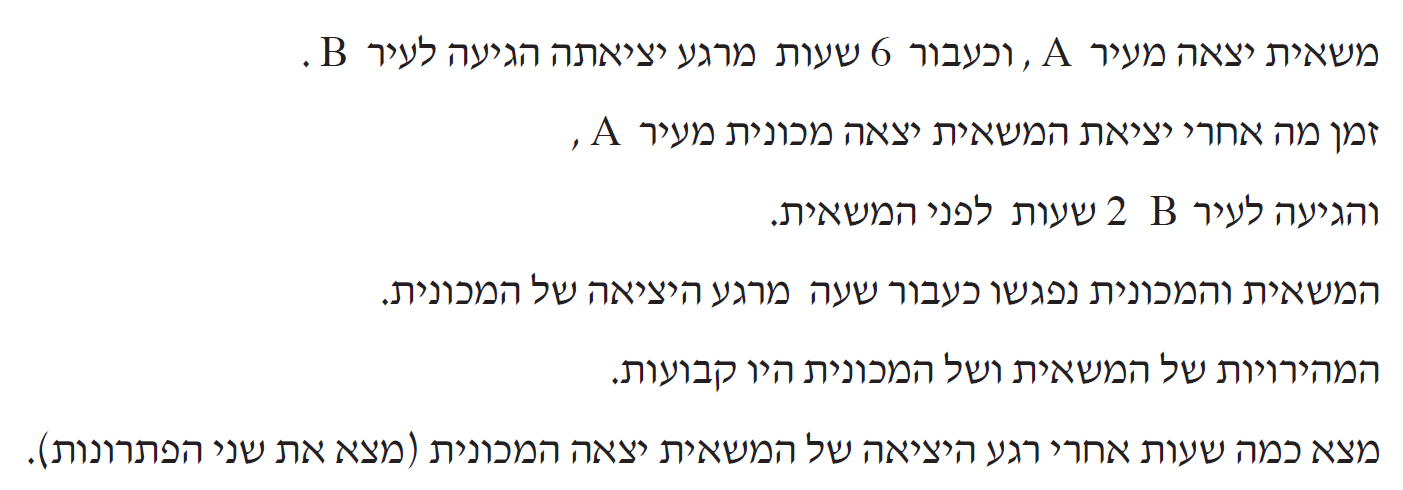 משאית יצאה מעיר A , וכעבור 6 שעות מרגע יציאתה הגיעה לעיר B .
זמן מה אחרי יציאת המשאית יצאה מכונית מעיר A ,
והגיעה לעיר B 2 שעות לפני המשאית.
המשאית והמכונית נפגשו כעבור שעה מרגע היציאה של המכונית.
המהירויות של המשאית ושל המכונית היו קבועות.
מצא כמה שעות אחרי רגע היציאה של המשאית יצאה המכונית (מצא את שני הפתרונות).